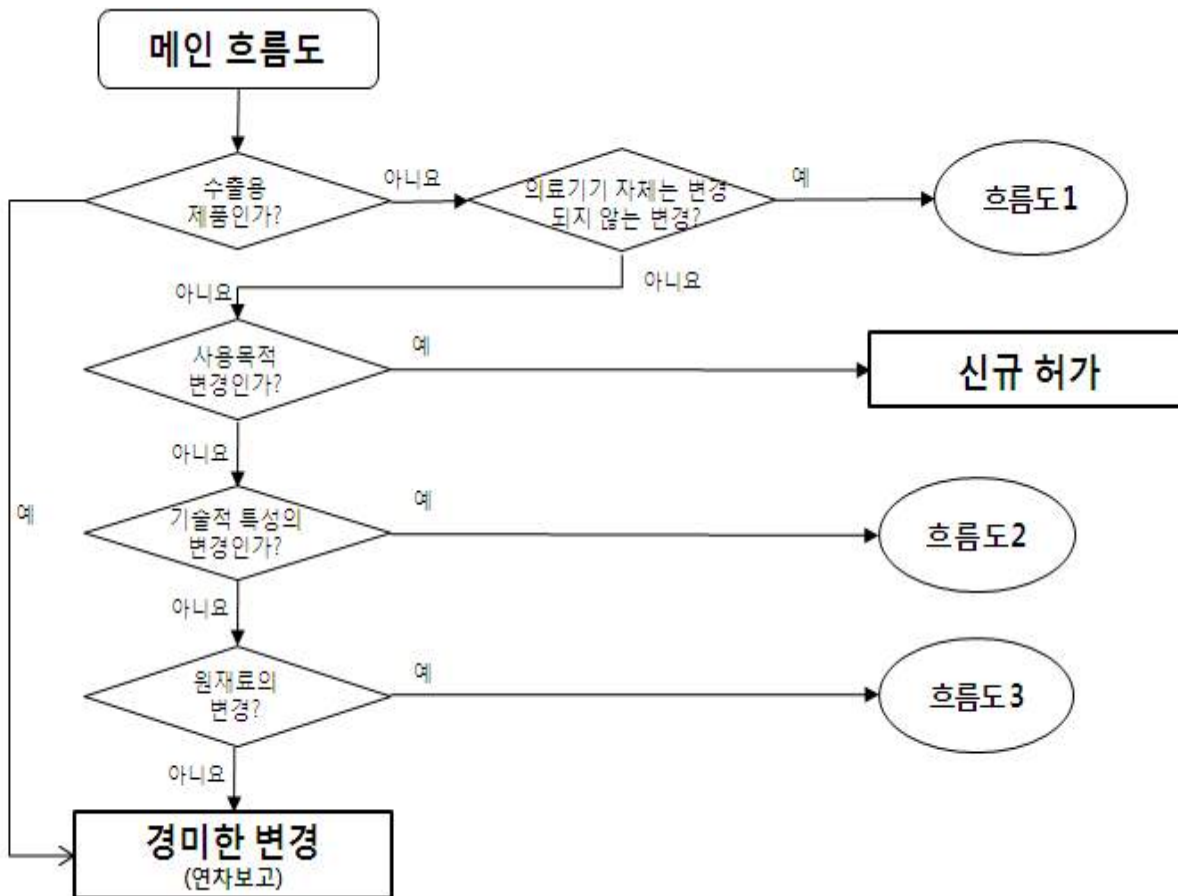 메인 흐름도
수출용
제품인가?
아니요
의료기기 자체는 변경
되지 않는 변경?
예
흐름도1
아니요
아니요
사용목적
변경인가?
예
신규 허가
아니요
예
기술적 특성의
변경인가?
예
흐름도2
아니요
원재료의
변경?
예
흐름도3
아니요
경미한 변경
(연차보고)